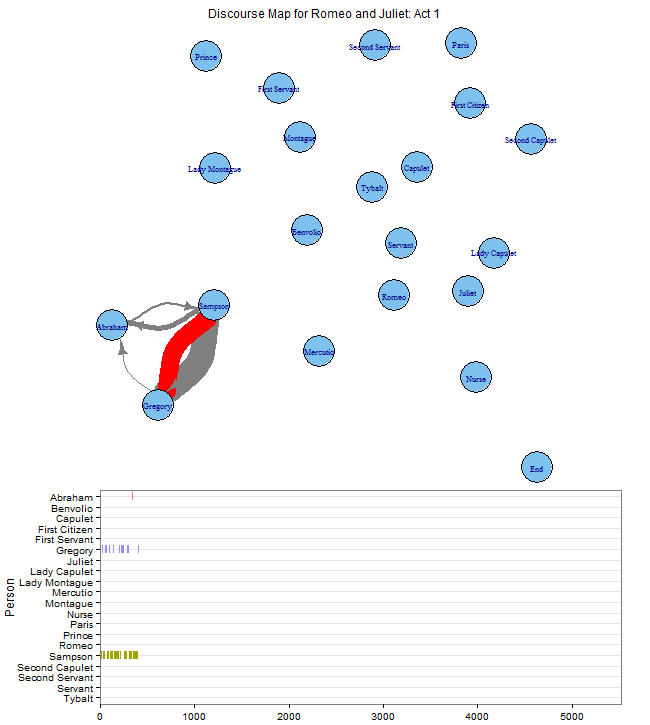 Discourse Map for Romeo and Juliet: Act 1
Second Servant
Paris
Prince
First Servant
First Citizen
Montague
Second Capulet
Lady Montague
Capulet
Tybalt
Benvolio
Servant
Lady Capulet
Romeo
Juliet
Sampson
Abraham
Mercutio
Nurse
Gregory
End
Person
Abraham
Benvolio
Capulet
First Citizen
First Servant
Gregory
Juliet
Lady Capulet
Lady Montague
Mercutio
Montague
Nurse
Paris
Prince
Romeo
Sampson
Second Capulet
Second Servant
Servant
Tybalt
0 1000 2000 3000 4000 5000